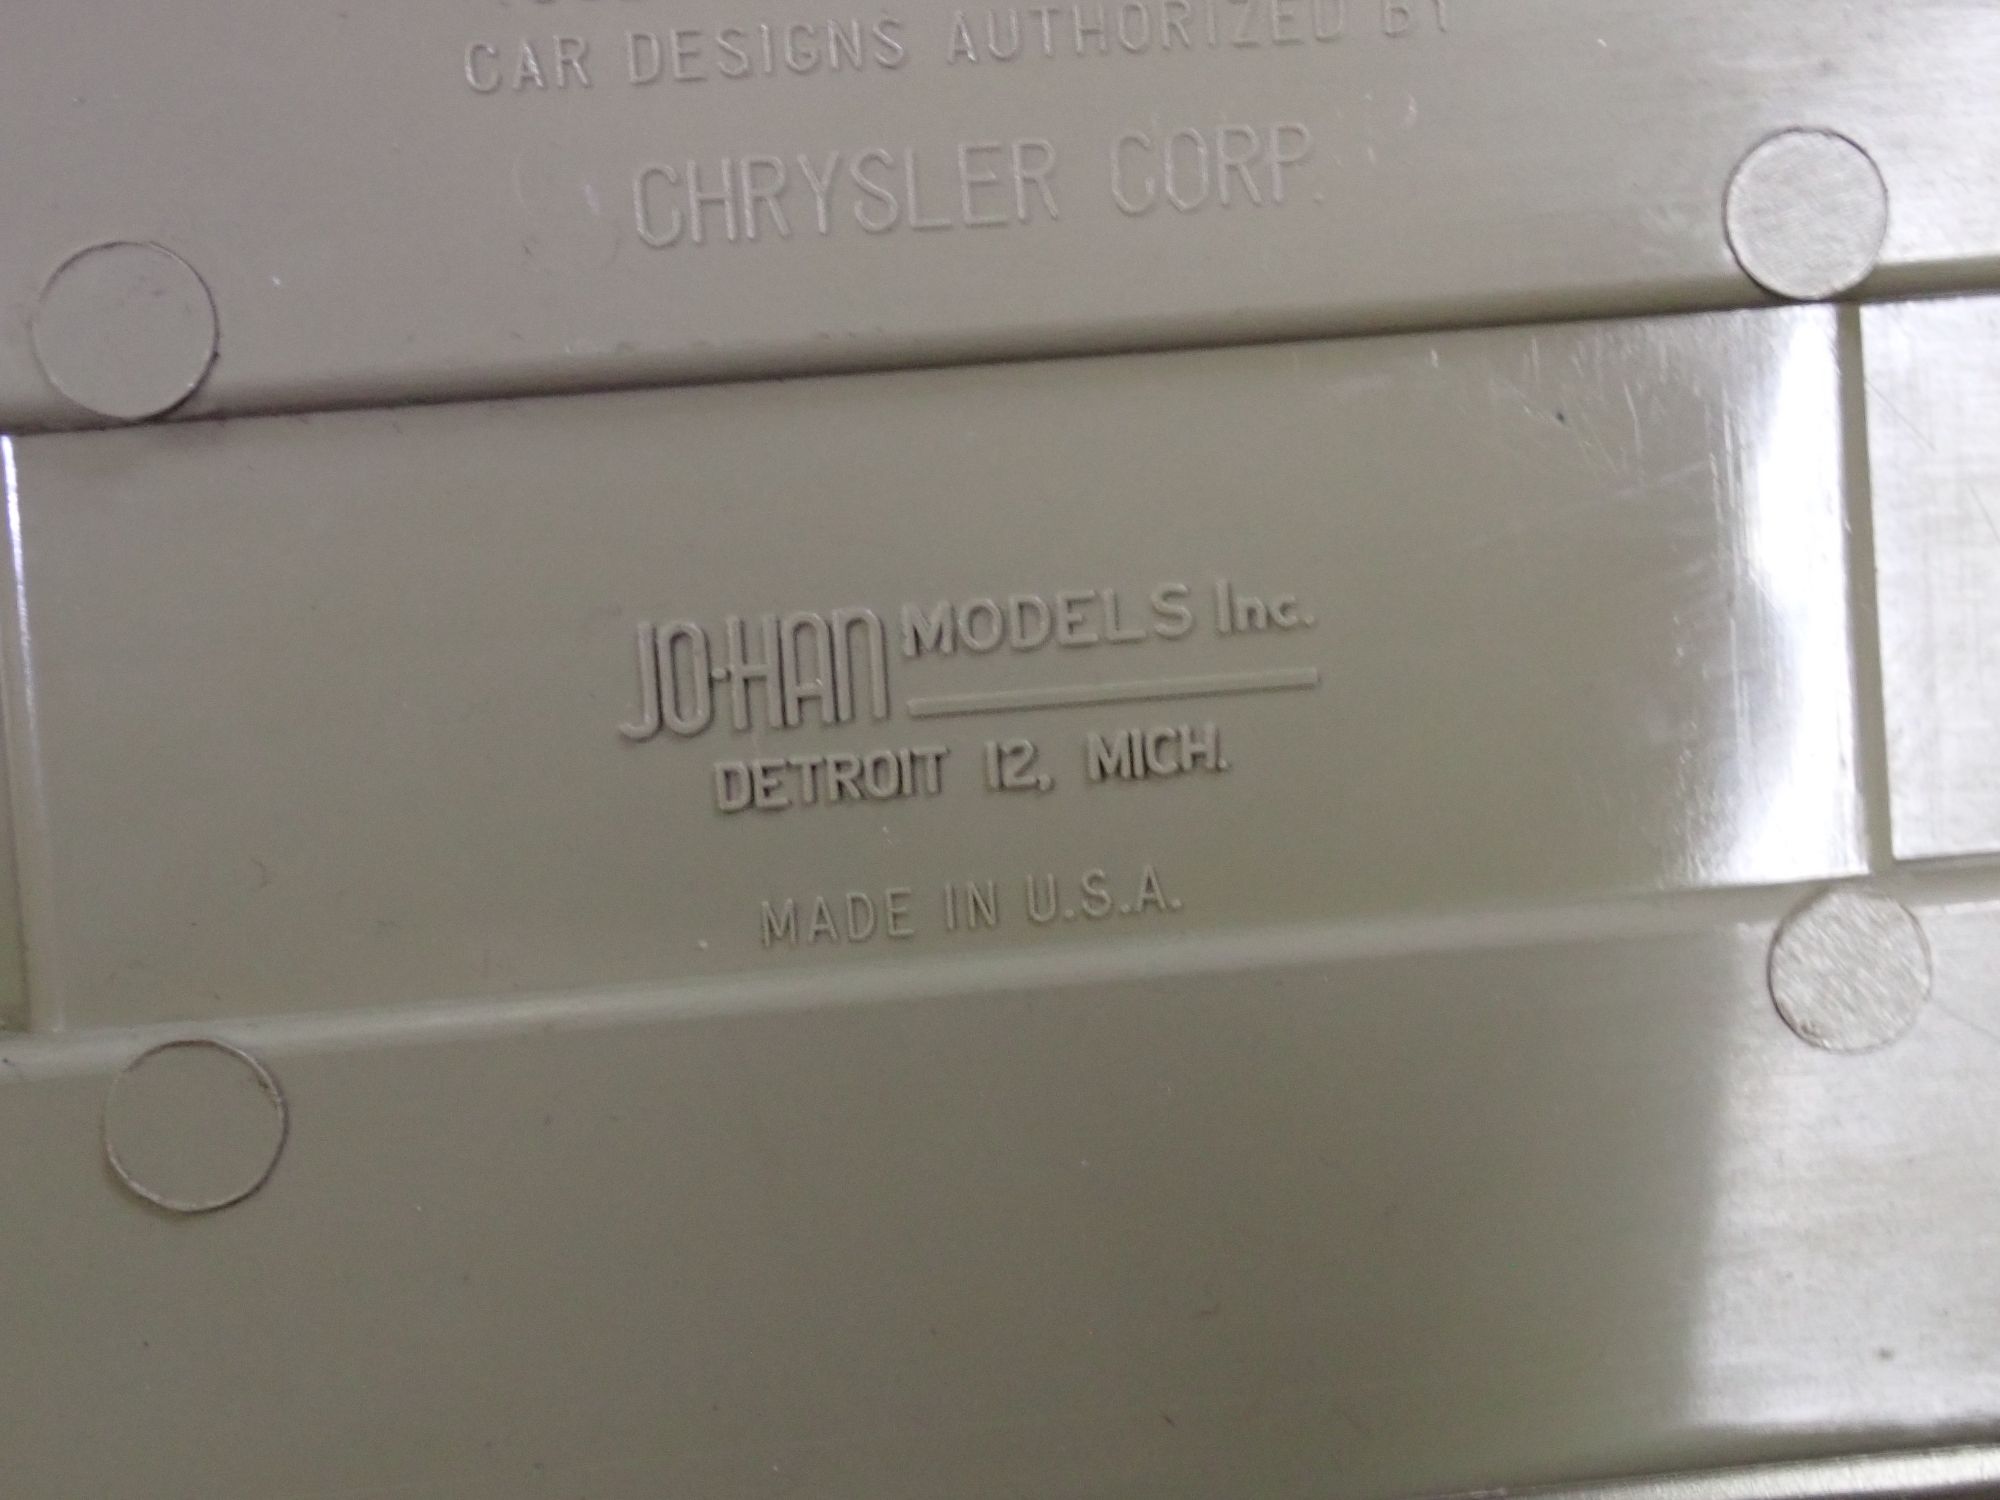 CAR DESIGNS AUTHORIZED BY
CHRYSLER CORP.
JO-HAN MODELS Inc.
DETROIT 12, MICH.
MADE IN U.S.A.